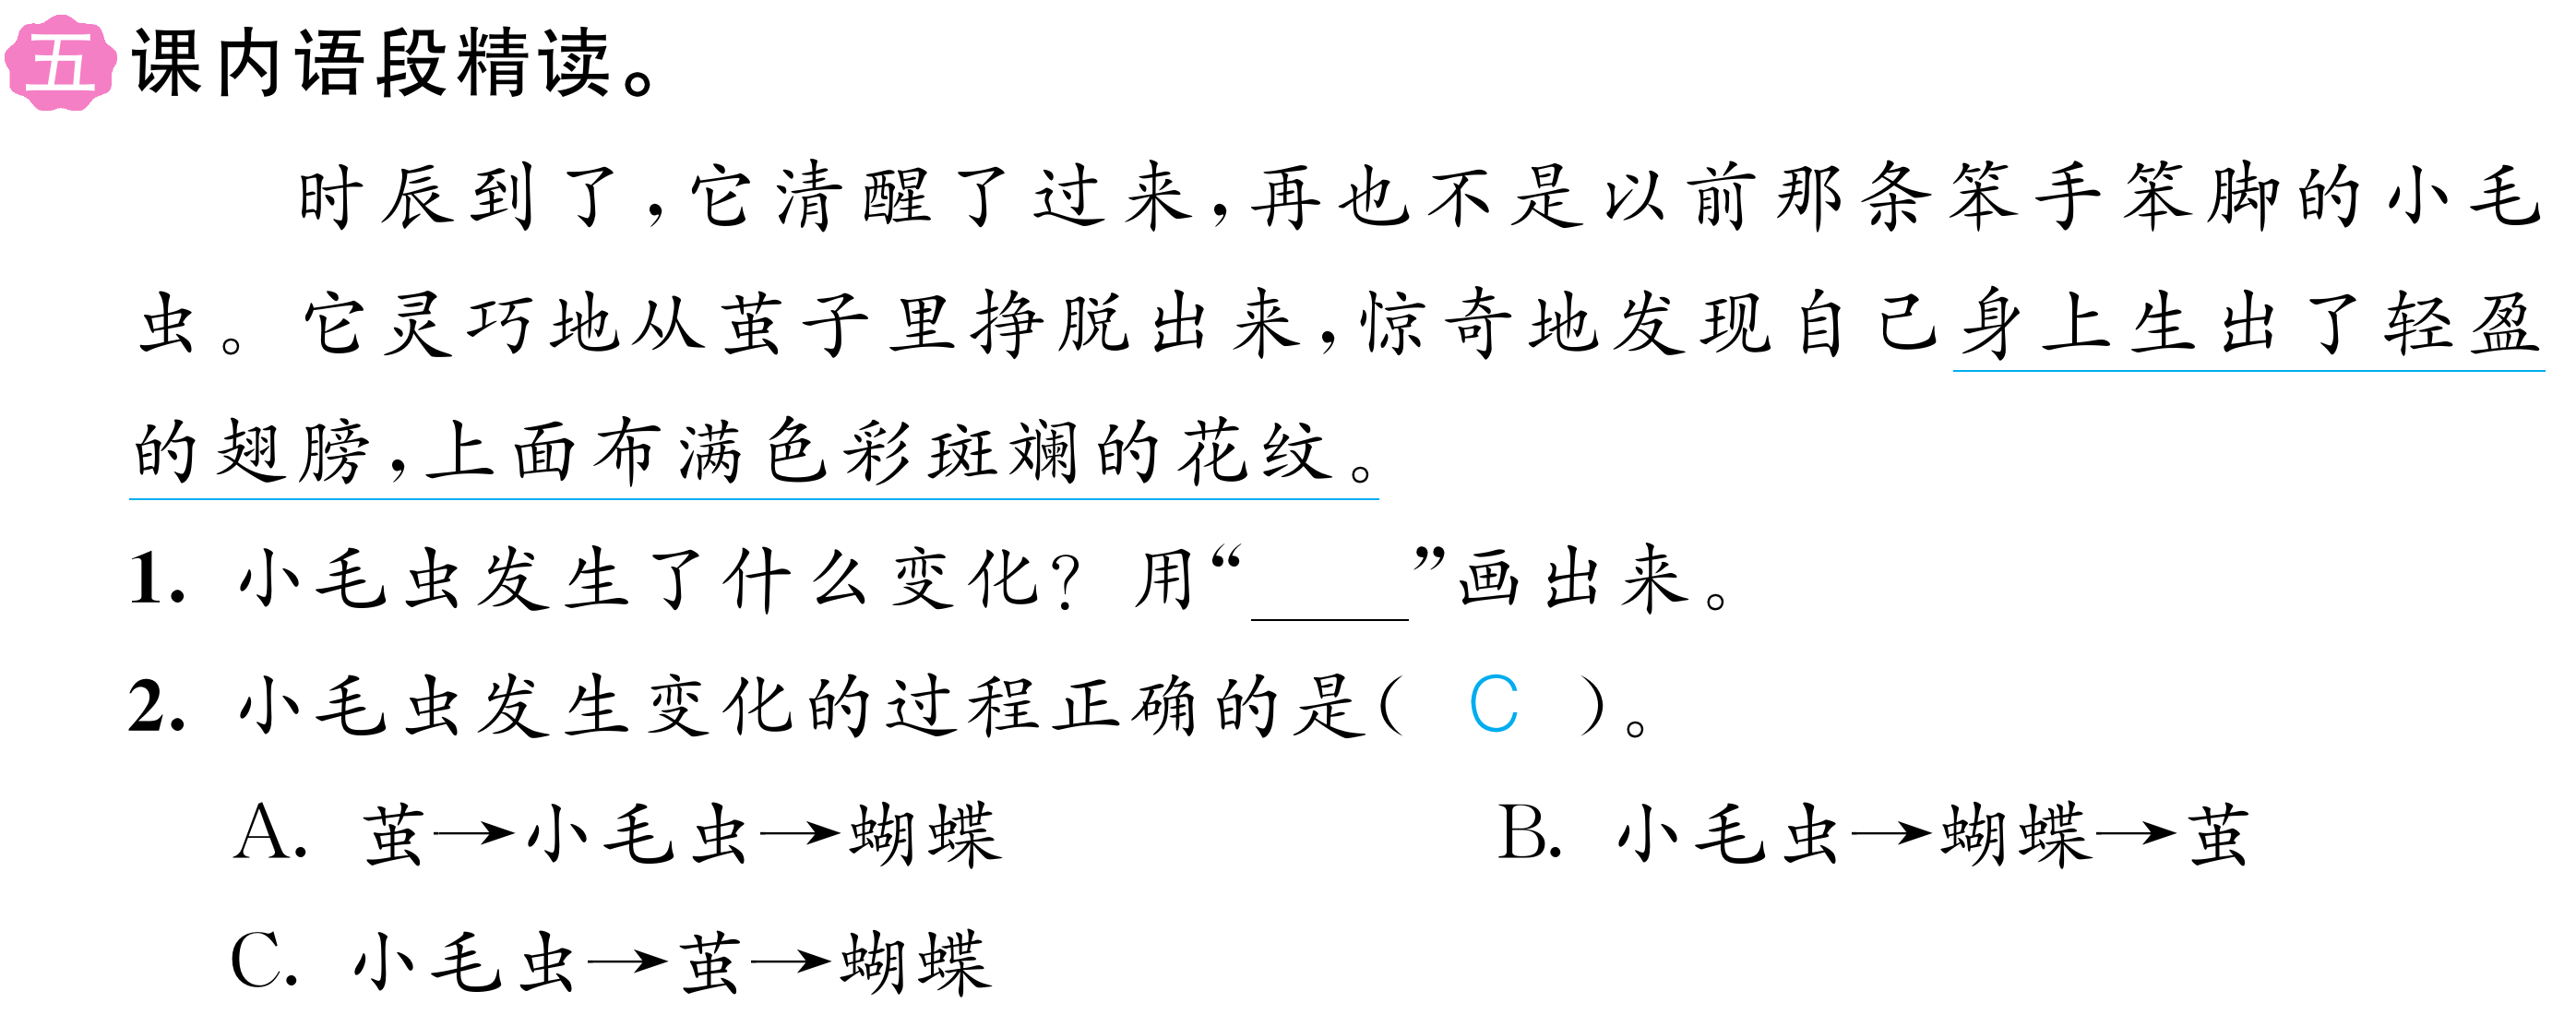 五 课内语段精读。
时辰到了,它清醒了过来,再也不是以前那条笨手笨脚的小毛
虫。它灵巧地从茧子里挣脱出来,惊奇地发现自己身上生出了轻盈
的翅膀,上面布满色彩斑斓的花纹。
1. 小毛虫发生了什么变化? 用“____”画出来。
2. 小毛虫发生变化的过程正确的是( C )。
A. 茧→小毛虫→蝴蝶 B. 小毛虫→蝴蝶→茧
C. 小毛虫→茧→蝴蝶